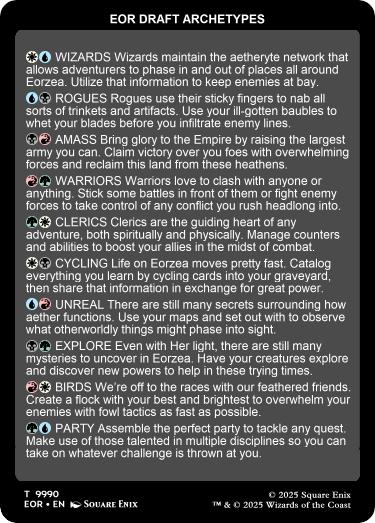 EOR DRAFT ARCHETYPES
WIZARDS Wizards maintain the aetheryte network that
allows adventurers to phase in and out of places all around
Eorzea. Utilize that information to keep enemies at bay.
ROGUES Rogues use their sticky fingers to nab all
sorts of trinkets and artifacts. Use your ill-gotten baubles to
whet your blades before you infiltrate enemy lines.
AMASS Bring glory to the Empire by raising the largest
army you can. Claim victory over you foes with overwhelming
forces and reclaim this land from these heathens.
WARRIORS Warriors love to clash with anyone or
anything. Stick some battles in front of them or fight enemy
forces to take control of any conflict you rush headlong into.
CLERICS Clerics are the guiding heart of any
adventure, both spiritually and physically. Manage counters
and abilities to boost your allies in the midst of combat.
CYCLING Life on Eorzea moves pretty fast. Catalog
everything you learn by cycling cards into your graveyard,
then share that information in exchange for great power.
UNREAL There are still many secrets surrounding how
aether functions. Use your maps and set out with to observe
what otherworldly things might phase into sight.
EXPLORE Even with Her light, there are still many
mysteries to uncover in Eorzea. Have your creatures explore
and discover new powers to help in these trying times.
BIRDS We're off to the races with our feathered friends.
Create a flock with your best and brightest to overwhelm your
enemies with fowl tactics as fast as possible.
PARTY Assemble the perfect party to tackle any quest.
Make use of those talented in multiple disciplines so you can
take on whatever challenge is thrown at you.
T 9990 © 2025 Square Enix
EOR • EN SQUARE ENIX ™ & © 2025 Wizards of the Coast